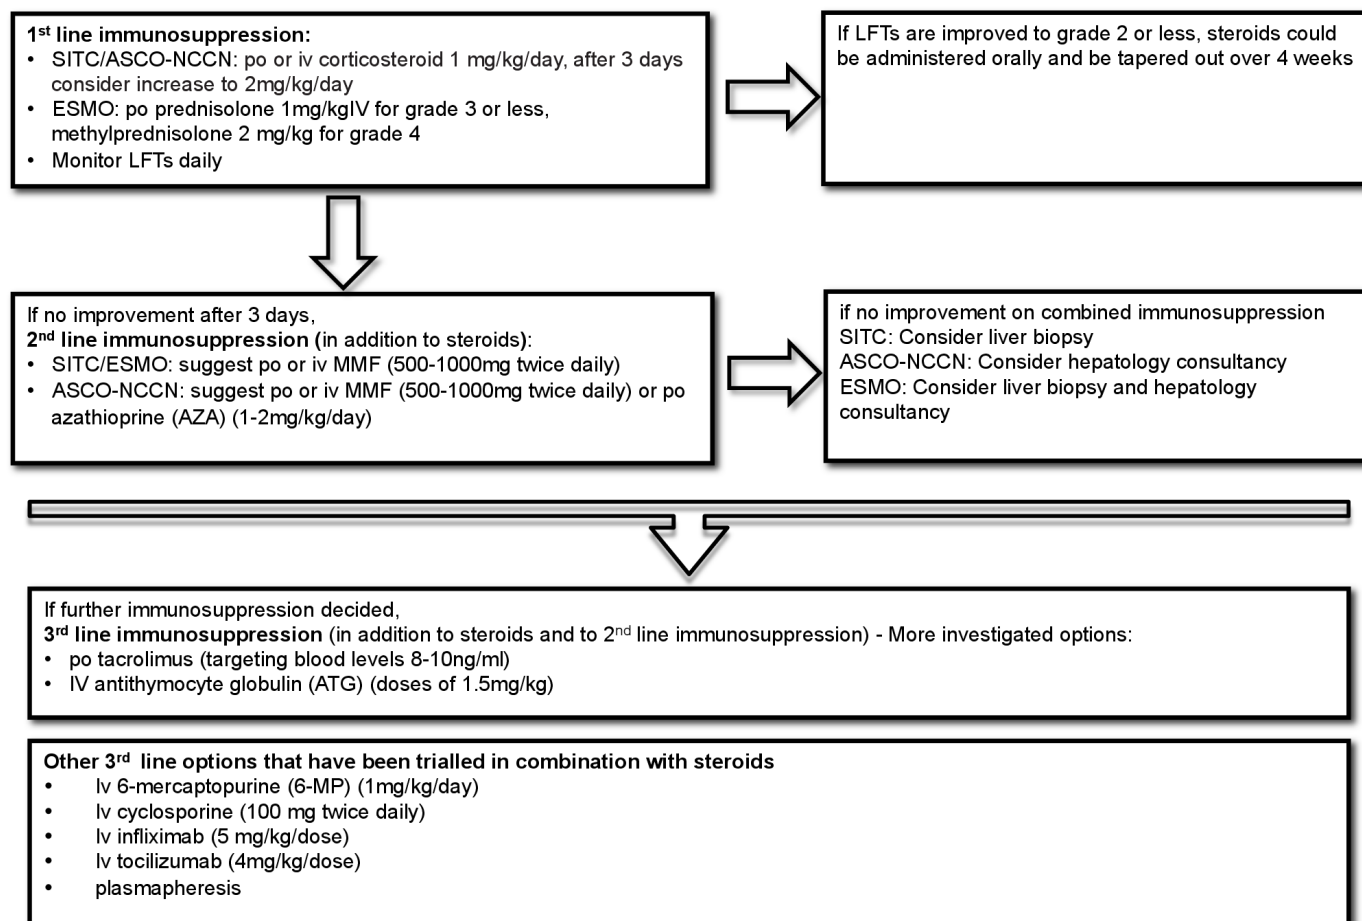 1st line immunosuppression:
• SITC/ASCO-NCCN: po or iv corticosteroid 1 mg/kg/day, after 3 days
consider increase to 2mg/kg/day
• ESMO: po prednisolone 1mg/kgIV for grade 3 or less,
methylprednisolone 2 mg/kg for grade 4
• Monitor LFTs daily
If LFTs are improved to grade 2 or less, steroids could
be administered orally and be tapered out over 4 weeks
If no improvement after 3 days,
2nd line immunosuppression (in addition to steroids):
• SITC/ESMO: suggest po or iv MMF (500-1000mg twice daily)
• ASCO-NCCN: suggest po or iv MMF (500-1000mg twice daily) or po
azathioprine (AZA) (1-2mg/kg/day)
if no improvement on combined immunosuppression
SITC: Consider liver biopsy
ASCO-NCCN: Consider hepatology consultancy
ESMO: Consider liver biopsy and hepatology
consultancy
If further immunosuppression decided,
3rd line immunosuppression (in addition to steroids and to 2nd line immunosuppression) - More investigated options:
• po tacrolimus (targeting blood levels 8-10ng/ml)
• IV antithymocyte globulin (ATG) (doses of 1.5mg/kg)
Other 3rd line options that have been trialled in combination with steroids
• Iv 6-mercaptopurine (6-MP) (1mg/kg/day)
• Iv cyclosporine (100 mg twice daily)
• Iv infliximab (5 mg/kg/dose)
• Iv tocilizumab (4mg/kg/dose)
• plasmapheresis